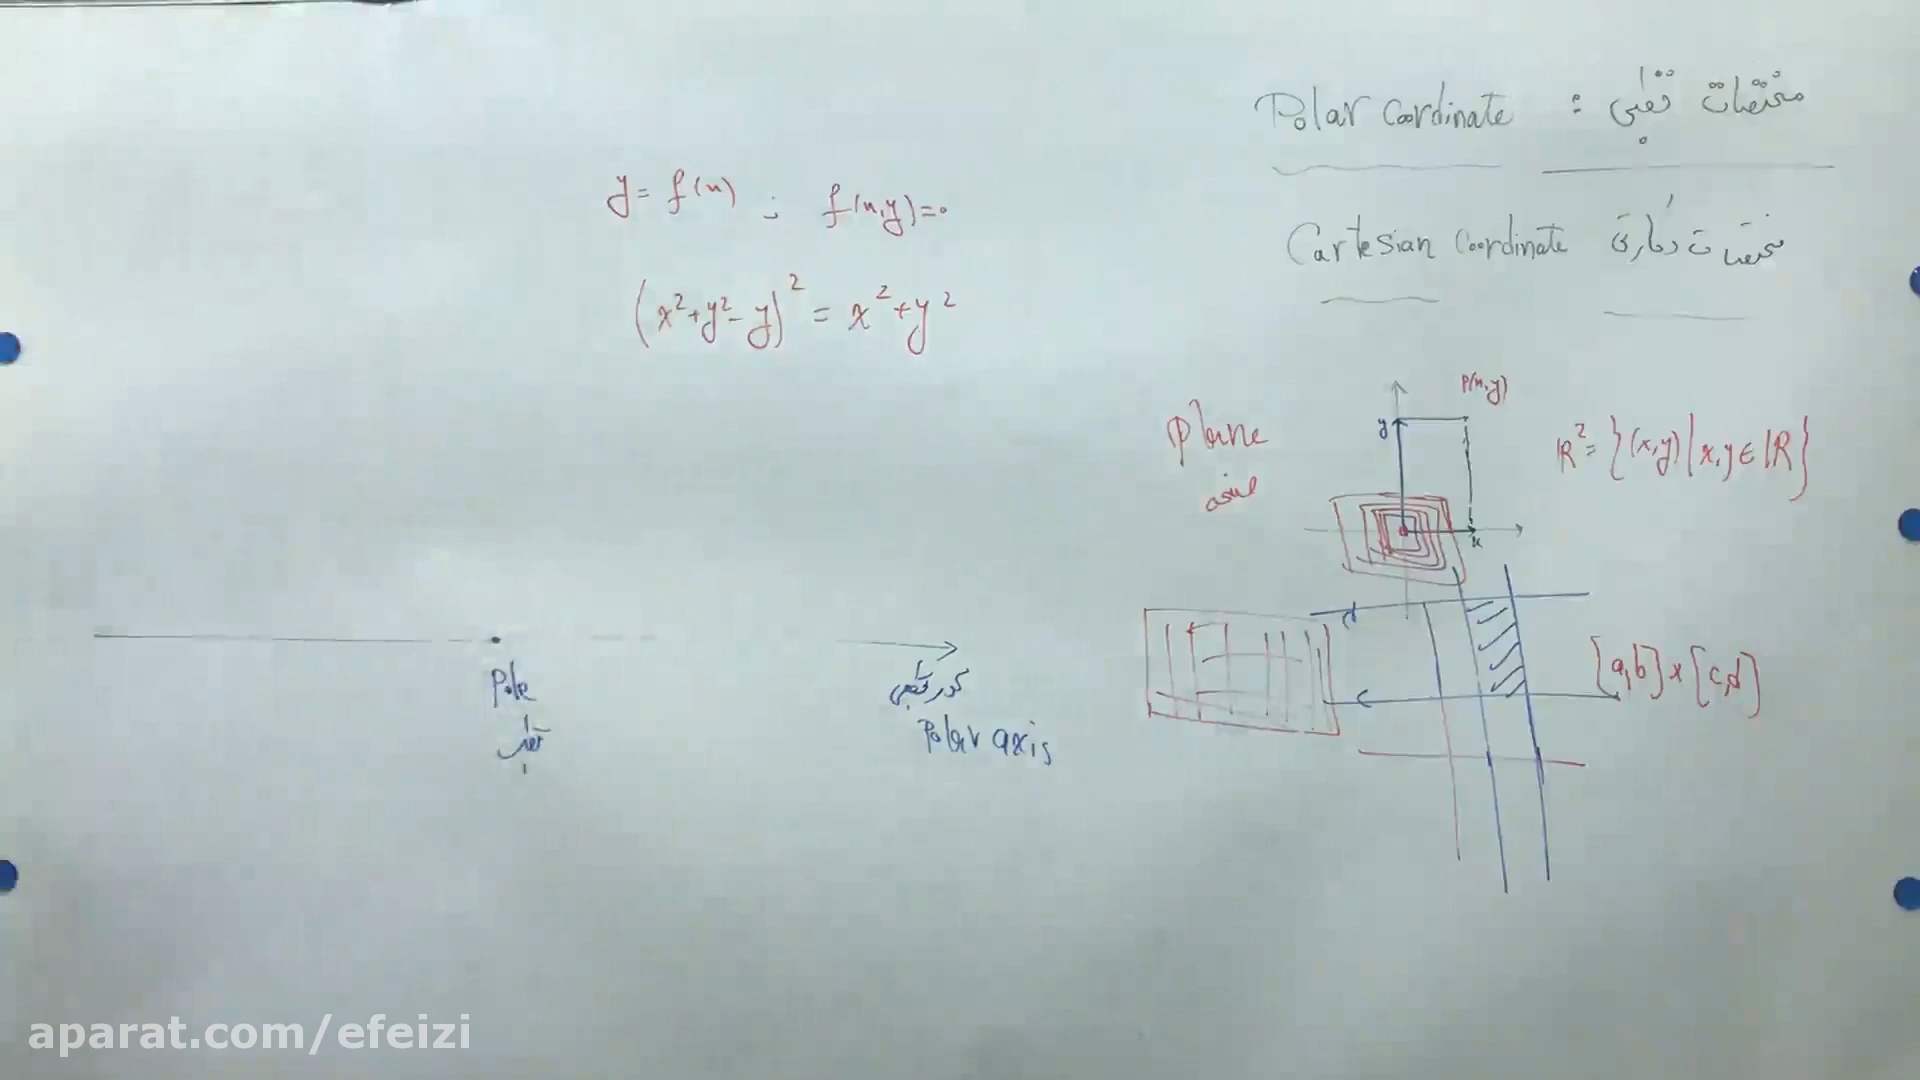 Polar Coordinate : مختصات قطبی
Cartesian Coordinate مختصات دکارتی
y = f(x) ; f(x,y)=0
(x²+y²-y)² = x²+y²
Plane
صفحه
P(x,y)
y
x
R² = {(x,y) | x,y ∈ R}
d
c
[a,b] × [c,d]
Pole
قطب
محور قطبی
Polar axis
aparat.com/efeizi